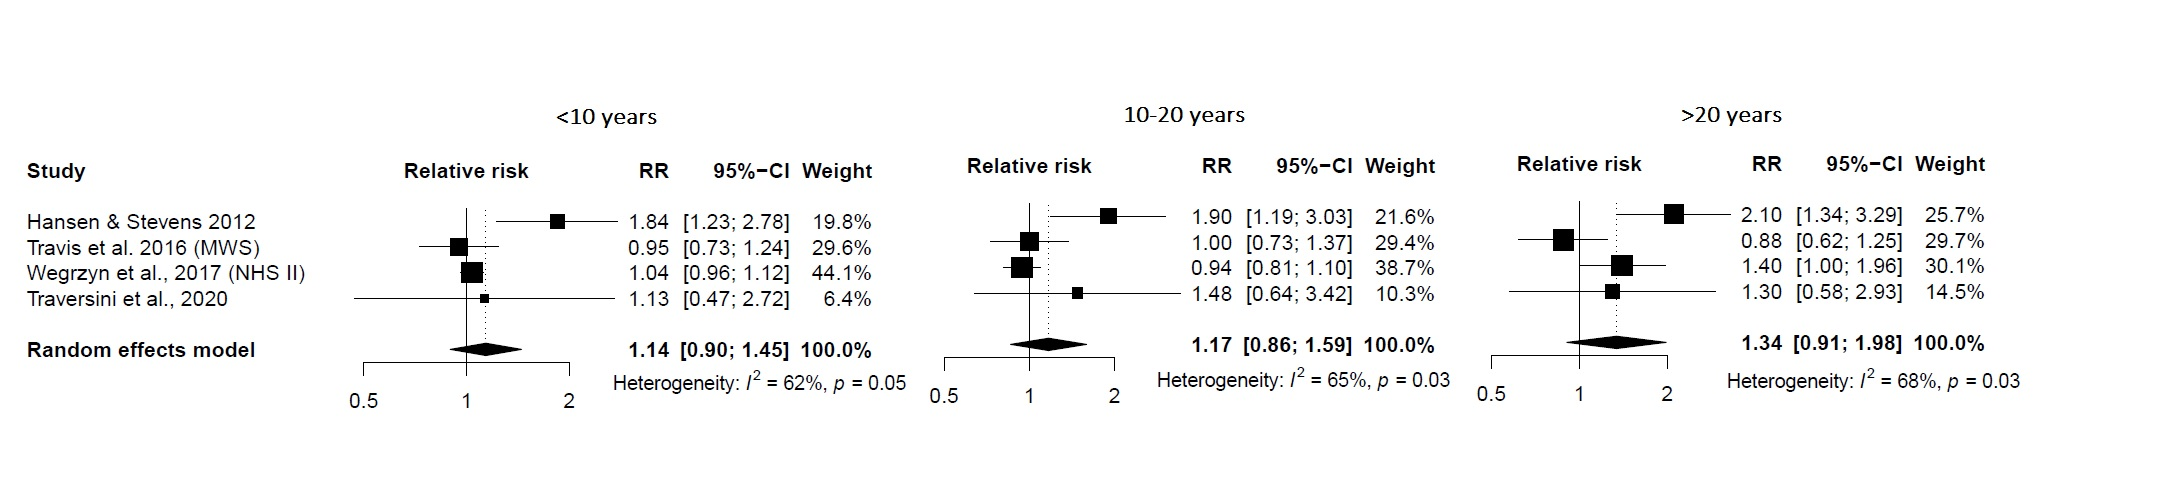 <10 years 10-20 years >20 years
Study Relative risk RR 95%−CI Weight Relative risk RR 95%−CI Weight Relative risk RR 95%−CI Weight
Hansen & Stevens 2012 1.84 [1.23; 2.78] 19.8% 1.90 [1.19; 3.03] 21.6% 2.10 [1.34; 3.29] 25.7%
Travis et al. 2016 (MWS) 0.95 [0.73; 1.24] 29.6% 1.00 [0.73; 1.37] 29.4% 0.88 [0.62; 1.25] 29.7%
Wegrzyn et al., 2017 (NHS II) 1.04 [0.96; 1.12] 44.1% 0.94 [0.81; 1.10] 38.7% 1.40 [1.00; 1.96] 30.1%
Traversini et al., 2020 1.13 [0.47; 2.72] 6.4% 1.48 [0.64; 3.42] 10.3% 1.30 [0.58; 2.93] 14.5%
Random effects model 1.14 [0.90; 1.45] 100.0% 1.17 [0.86; 1.59] 100.0% 1.34 [0.91; 1.98] 100.0%
Heterogeneity: I² = 62%, p = 0.05 Heterogeneity: I² = 65%, p = 0.03 Heterogeneity: I² = 68%, p = 0.03
0.5 1 2 0.5 1 2 0.5 1 2